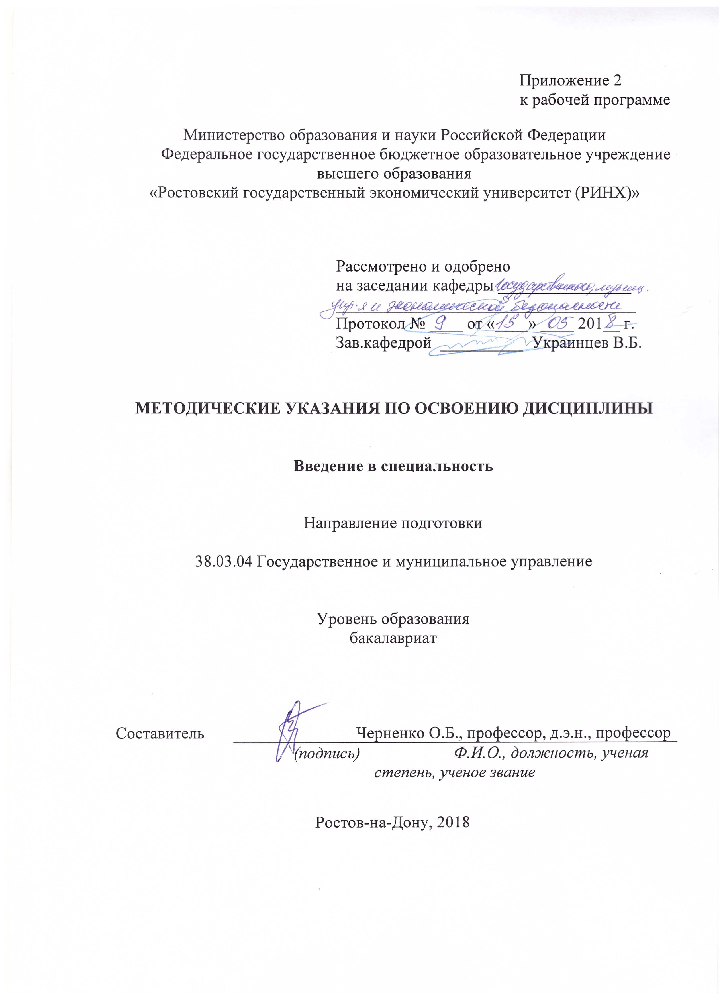 Приложение 2
к рабочей программе
Министерство образования и науки Российской Федерации
Федеральное государственное бюджетное образовательное учреждение
высшего образования
«Ростовский государственный экономический университет (РИНХ)»
Рассмотрено и одобрено
на заседании кафедры Государственного, муниц.
упр-я и экономической безопасности
Протокол № 9 от «15» 05 2018 г.
Зав.кафедрой Украинцев В.Б.
МЕТОДИЧЕСКИЕ УКАЗАНИЯ ПО ОСВОЕНИЮ ДИСЦИПЛИНЫ
Введение в специальность
Направление подготовки
38.03.04 Государственное и муниципальное управление
Уровень образования
бакалавриат
Составитель Черненко О.Б., профессор, д.э.н., профессор
(подпись) Ф.И.О., должность, ученая
степень, ученое звание
Ростов-на-Дону, 2018